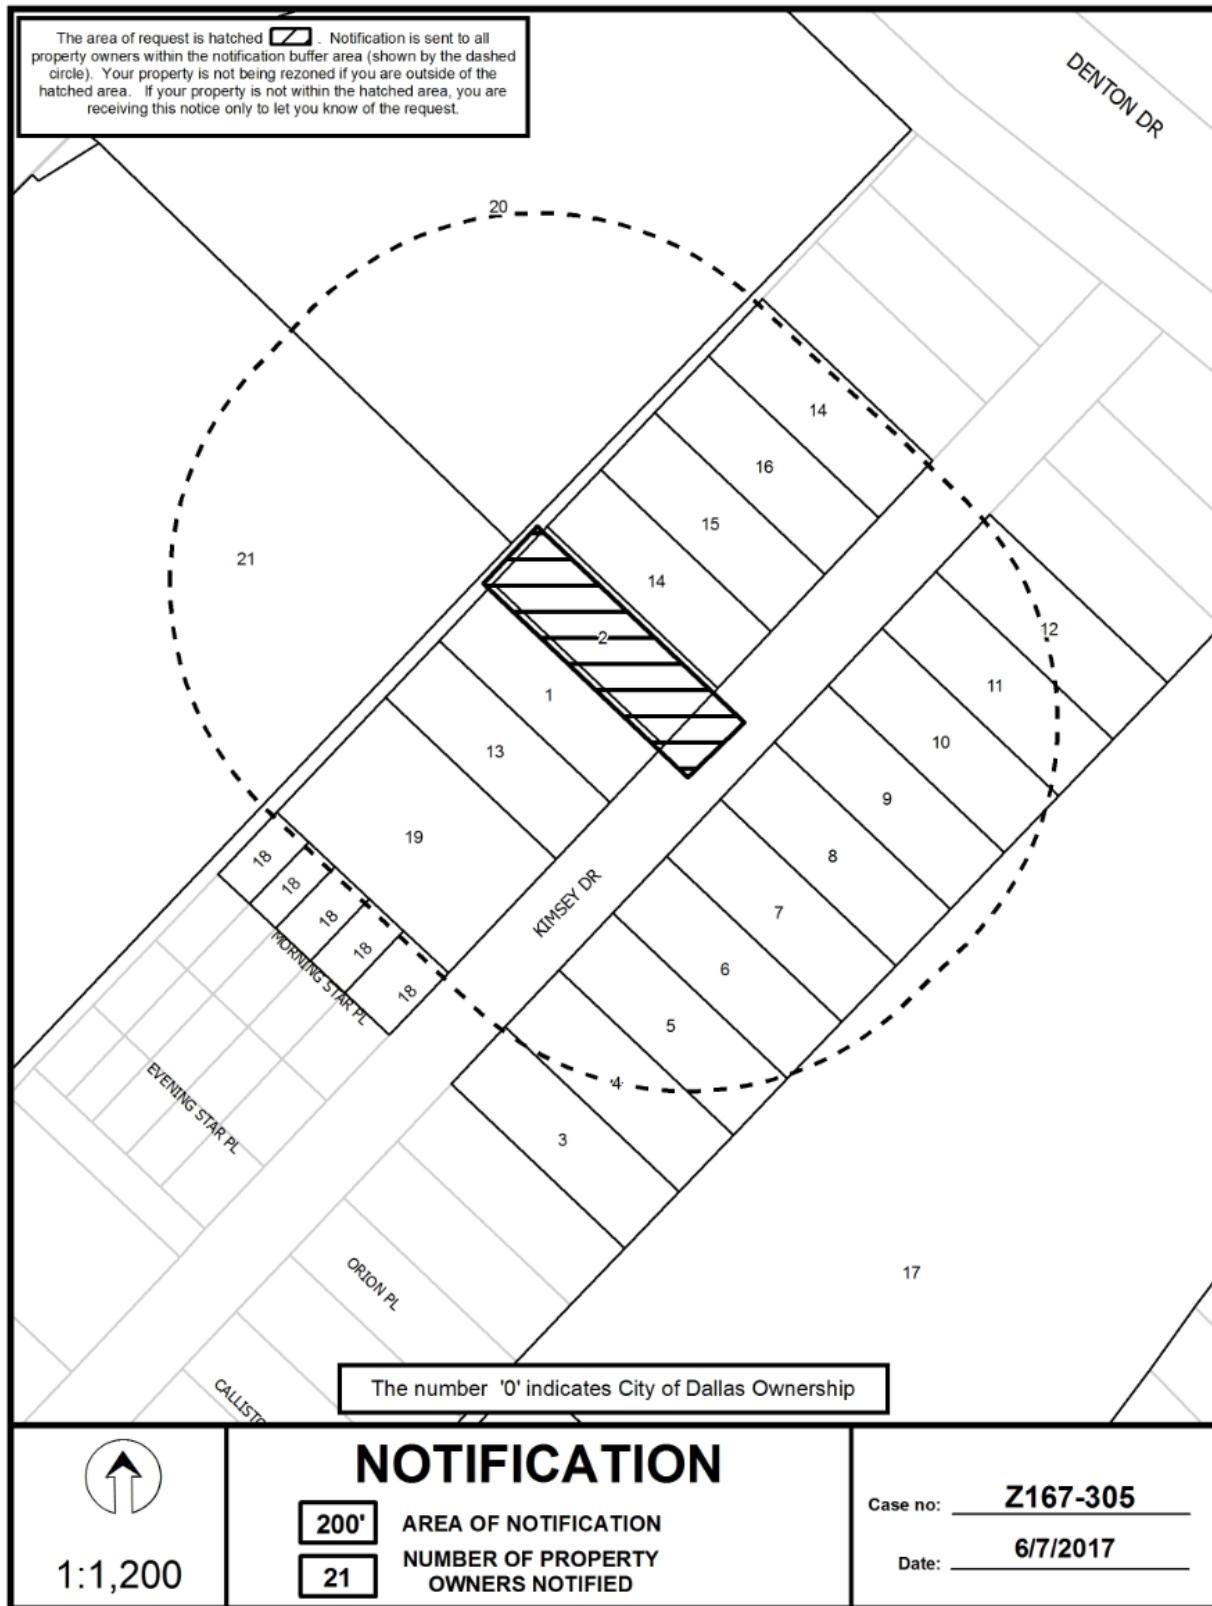 The area of request is hatched . Notification is sent to all
property owners within the notification buffer area (shown by the dashed
circle). Your property is not being rezoned if you are outside of the
hatched area. If your property is not within the hatched area, you are
receiving this notice only to let you know of the request.
DENTON DR
20
14
16
15
21
14
2
12
1
11
13
10
9
19
8
18
18
KIMSEY DR
7
18
18
MORNING STAR PL
6
18
5
4
EVENING STAR PL
3
ORION PL
17
The number '0' indicates City of Dallas Ownership
CALLISTO
1:1,200
NOTIFICATION
200' AREA OF NOTIFICATION
21 NUMBER OF PROPERTY
OWNERS NOTIFIED
Case no: Z167-305
Date: 6/7/2017